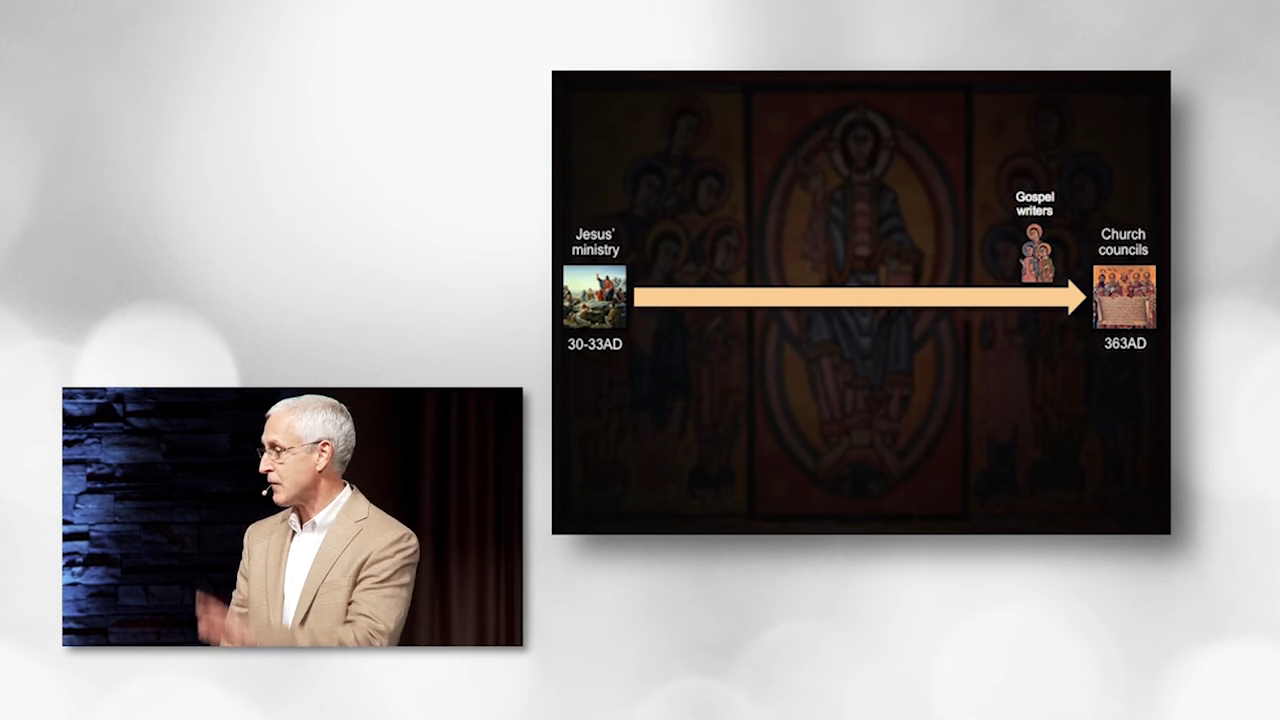 Gospel
writers
Jesus'
ministry
Church
councils
30-33AD
363AD